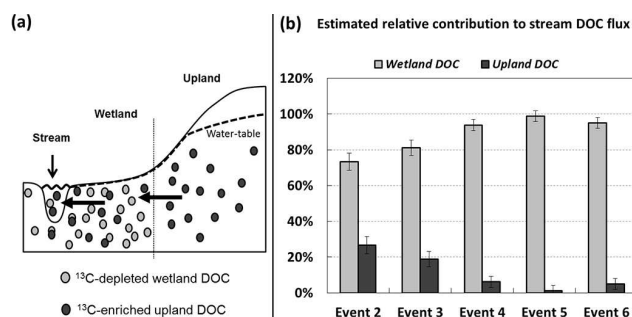 (a)
Upland
Wetland
Stream
Water-table
¹³C-depleted wetland DOC
¹³C-enriched upland DOC
(b) Estimated relative contribution to stream DOC flux
Wetland DOC Upland DOC
120%
100%
80%
60%
40%
20%
0%
Event 2 Event 3 Event 4 Event 5 Event 6